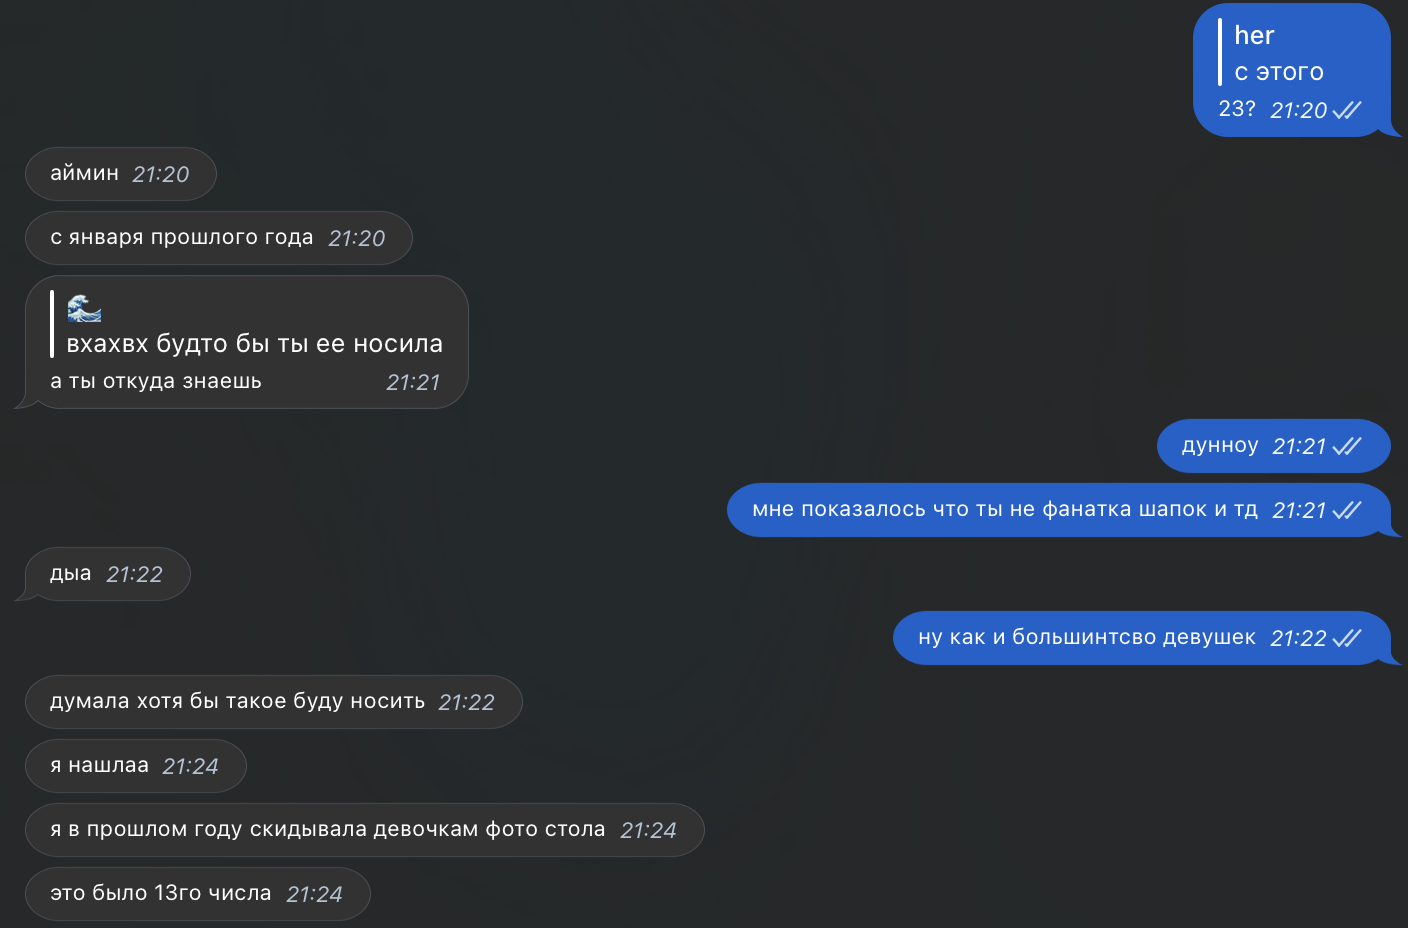 her
с этого
23? 21:20
аймин 21:20
с января прошлого года 21:20
🌊
вхахвх будто бы ты ее носила
а ты откуда знаешь 21:21
дунноу 21:21
мне показалось что ты не фанатка шапок и тд 21:21
дыа 21:22
ну как и большинтсво девушек 21:22
думала хотя бы такое буду носить 21:22
я нашлаа 21:24
я в прошлом году скидывала девочкам фото стола 21:24
это было 13го числа 21:24